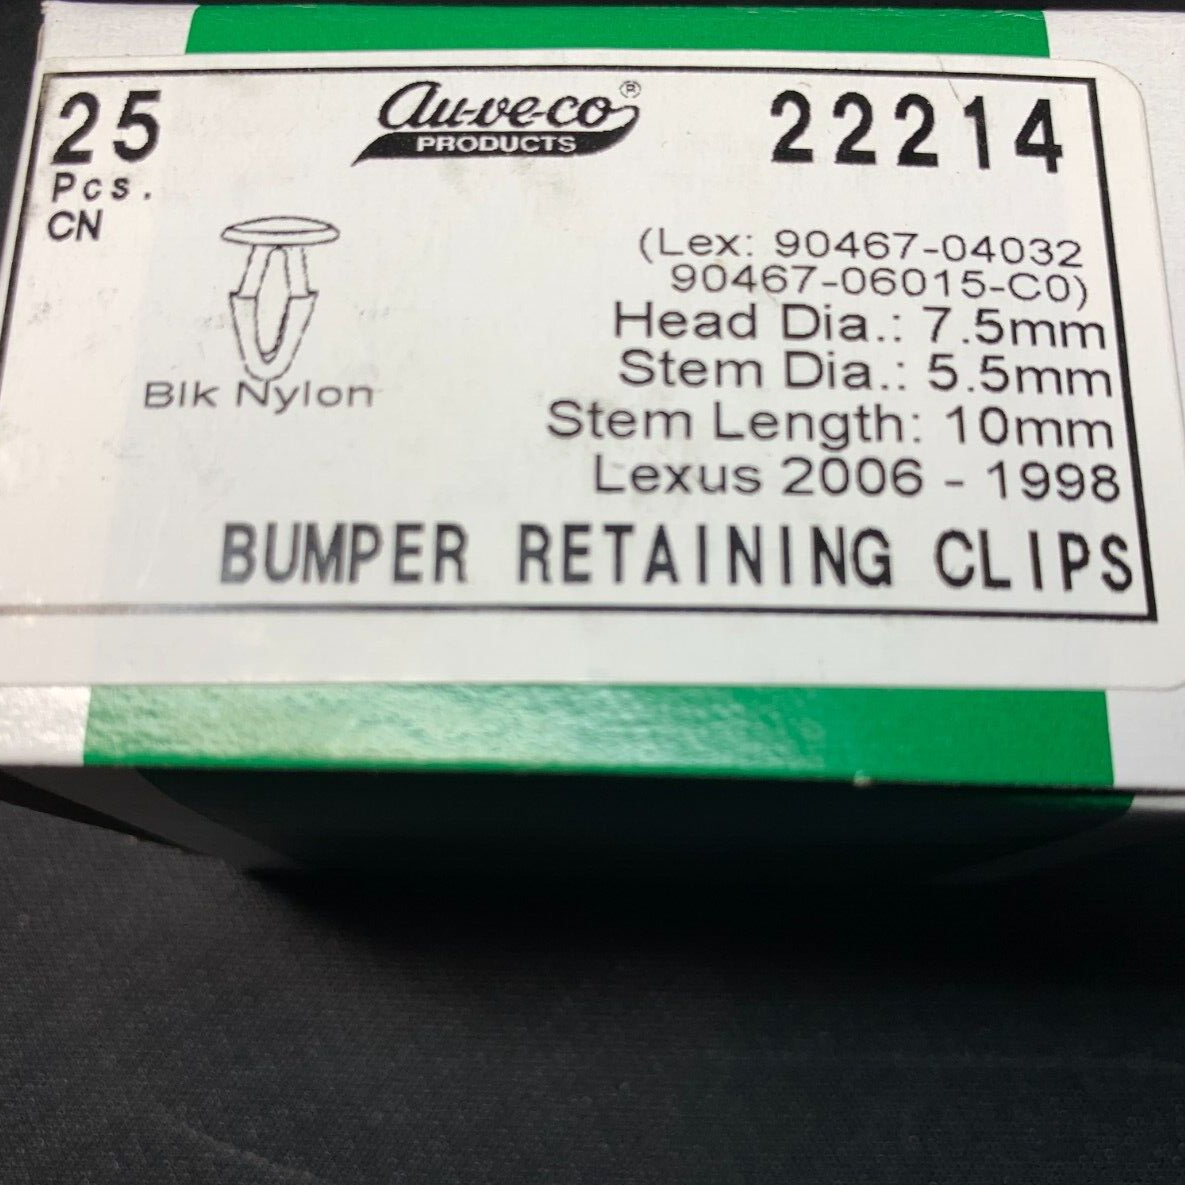 25
Pcs.
CN
au-ve-co®
PRODUCTS
22214
Blk Nylon
(Lex: 90467-04032
90467-06015-C0)
Head Dia.: 7.5mm
Stem Dia.: 5.5mm
Stem Length: 10mm
Lexus 2006 - 1998
BUMPER RETAINING CLIPS